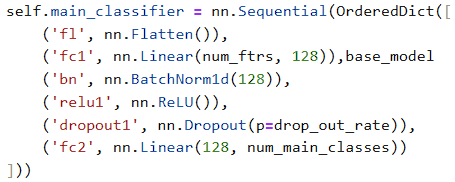 self.main_classifier = nn.Sequential(OrderedDict([
    ('fl', nn.Flatten()),
    ('fc1', nn.Linear(num_ftrs, 128)),base_model
    ('bn', nn.BatchNorm1d(128)),
    ('relu1', nn.ReLU()),
    ('dropout1', nn.Dropout(p=drop_out_rate)),
    ('fc2', nn.Linear(128, num_main_classes))
]))